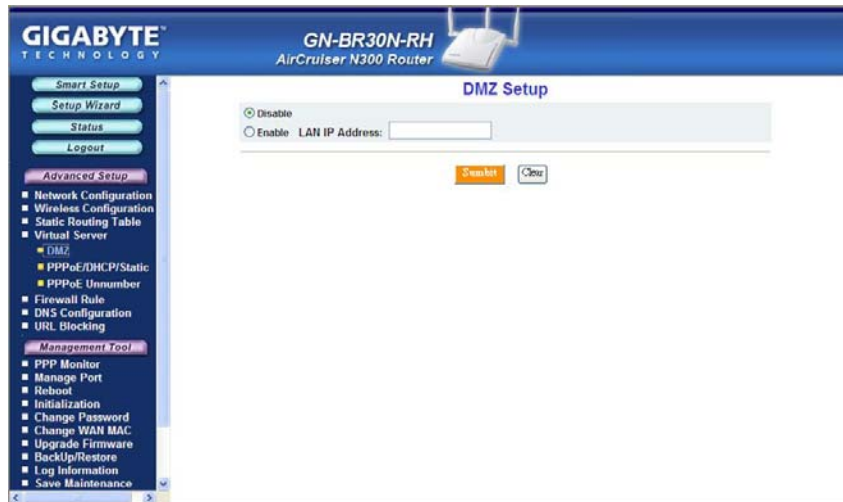 GIGABYTE™
TECHNOLOGY
GN-BR30N-RH
AirCruiser N300 Router
Smart Setup
Setup Wizard
Status
Logout
Advanced Setup
Network Configuration
Wireless Configuration
Static Routing Table
Virtual Server
DMZ
PPPoE/DHCP/Static
PPPoE Unnumber
Firewall Rule
DNS Configuration
URL Blocking
Management Tool
PPP Monitor
Manage Port
Reboot
Initialization
Change Password
Change WAN MAC
Upgrade Firmware
BackUp/Restore
Log Information
Save Maintenance
DMZ Setup
Disable
Enable LAN IP Address:
Sumbit Clear